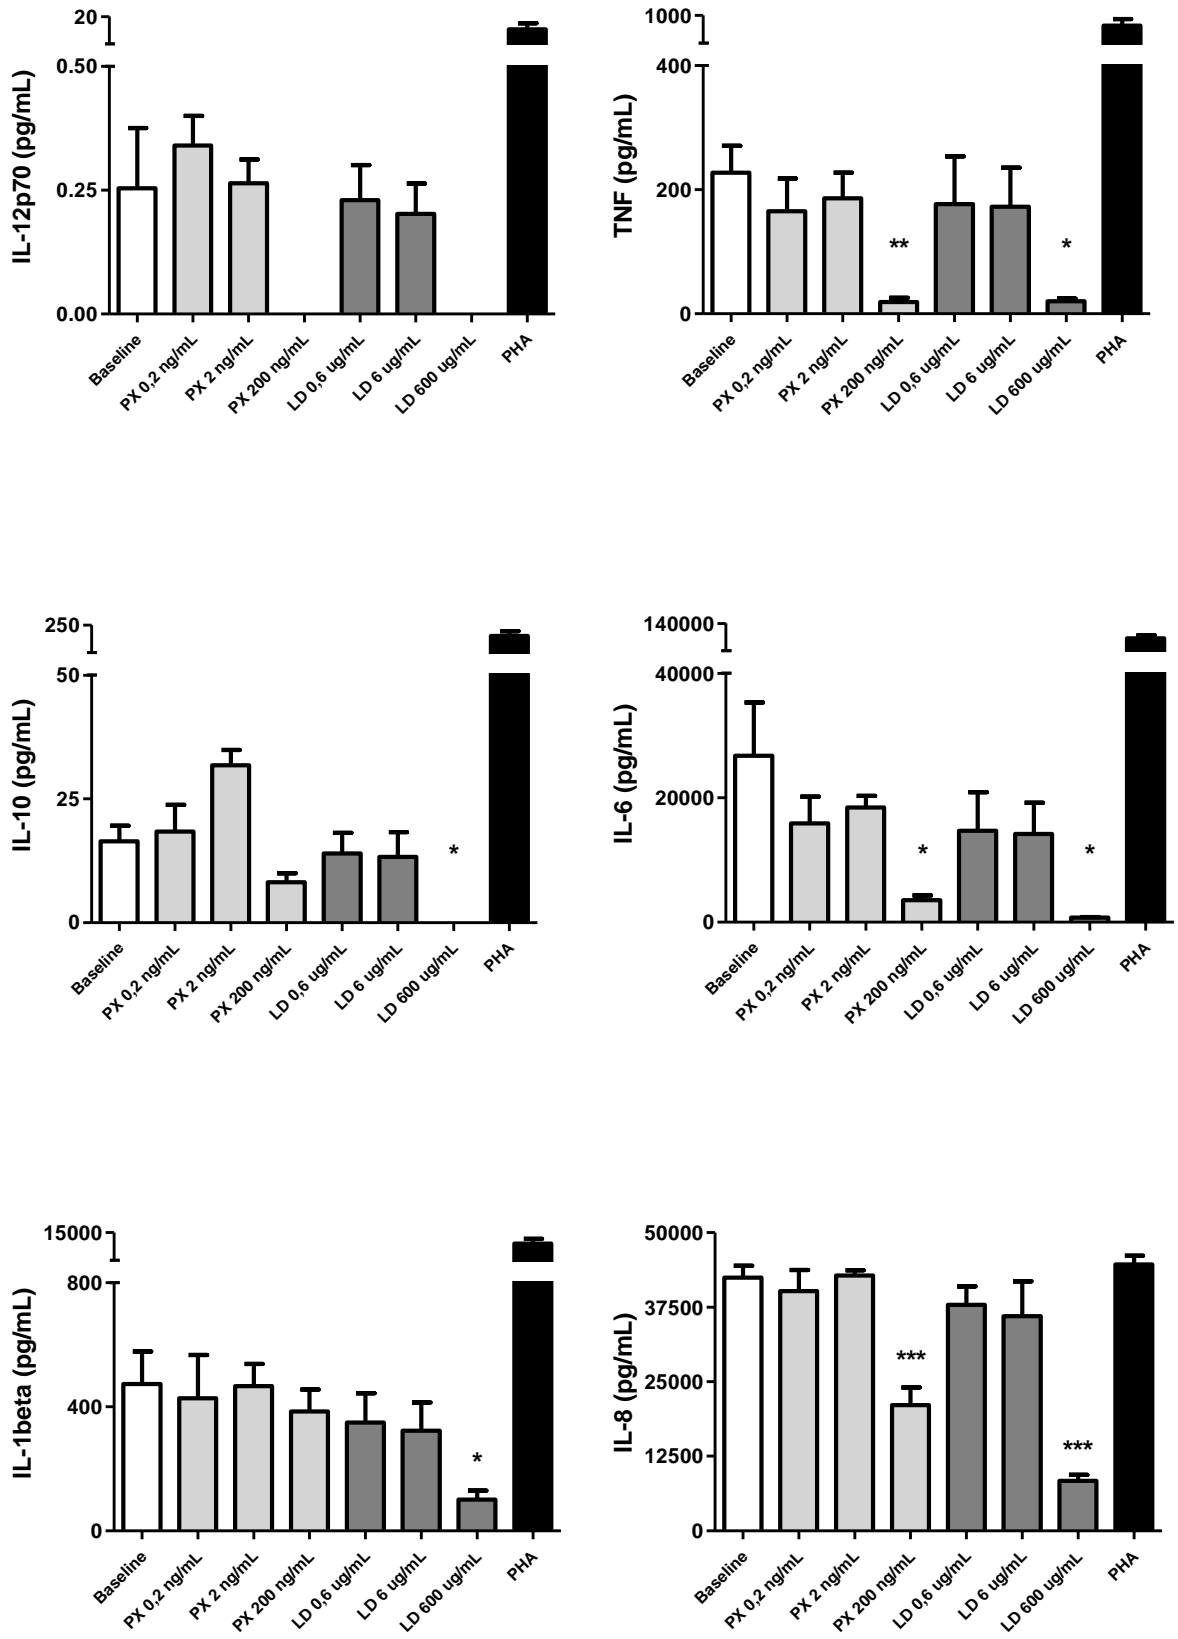 20
0.50
0.25
0.00
IL-12p70 (pg/mL)
Baseline
PX 0,2 ng/mL
PX 2 ng/mL
PX 200 ng/mL
LD 0,6 ug/mL
LD 6 ug/mL
LD 600 ug/mL
PHA
1000
400
200
0
TNF (pg/mL)
**
*
Baseline
PX 0,2 ng/mL
PX 2 ng/mL
PX 200 ng/mL
LD 0,6 ug/mL
LD 6 ug/mL
LD 600 ug/mL
PHA
250
50
25
0
IL-10 (pg/mL)
*
Baseline
PX 0,2 ng/mL
PX 2 ng/mL
PX 200 ng/mL
LD 0,6 ug/mL
LD 6 ug/mL
LD 600 ug/mL
PHA
140000
40000
20000
0
IL-6 (pg/mL)
*
*
Baseline
PX 0,2 ng/mL
PX 2 ng/mL
PX 200 ng/mL
LD 0,6 ug/mL
LD 6 ug/mL
LD 600 ug/mL
PHA
15000
800
400
0
IL-1beta (pg/mL)
*
Baseline
PX 0,2 ng/mL
PX 2 ng/mL
PX 200 ng/mL
LD 0,6 ug/mL
LD 6 ug/mL
LD 600 ug/mL
PHA
50000
37500
25000
12500
0
IL-8 (pg/mL)
***
***
Baseline
PX 0,2 ng/mL
PX 2 ng/mL
PX 200 ng/mL
LD 0,6 ug/mL
LD 6 ug/mL
LD 600 ug/mL
PHA